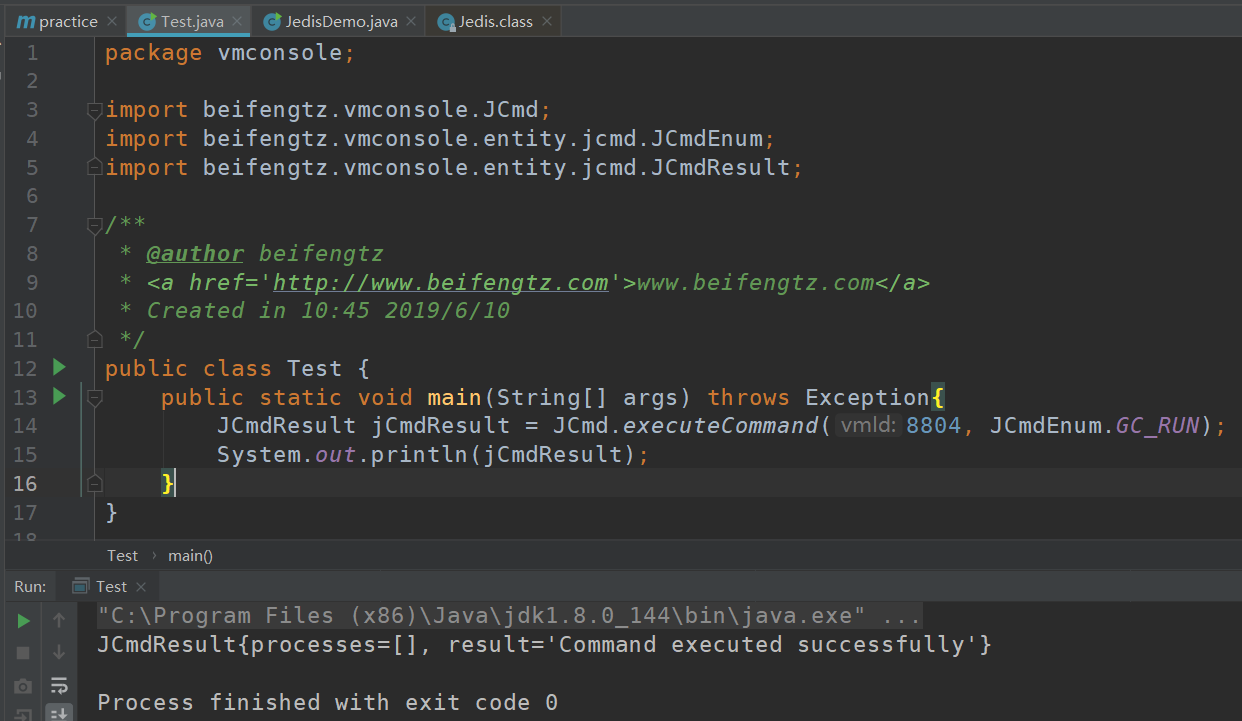 practice Test.java JedisDemo.java Jedis.class
1 package vmconsole;
2
3 import beifengtz.vmconsole.JCmd;
4 import beifengtz.vmconsole.entity.jcmd.JCmdEnum;
5 import beifengtz.vmconsole.entity.jcmd.JCmdResult;
6
7 /**
8 * @author beifengtz
9 * <a href='http://www.beifengtz.com'>www.beifengtz.com</a>
10 * Created in 10:45 2019/6/10
11 */
12 public class Test {
13 public static void main(String[] args) throws Exception{
14 JCmdResult jCmdResult = JCmd.executeCommand( vmId: 8804, JCmdEnum.GC_RUN);
15 System.out.println(jCmdResult);
16 }
17 }
18
Test › main()
Run: Test
"C:\Program Files (x86)\Java\jdk1.8.0_144\bin\java.exe" ...
JCmdResult{processes=[], result='Command executed successfully'}
Process finished with exit code 0